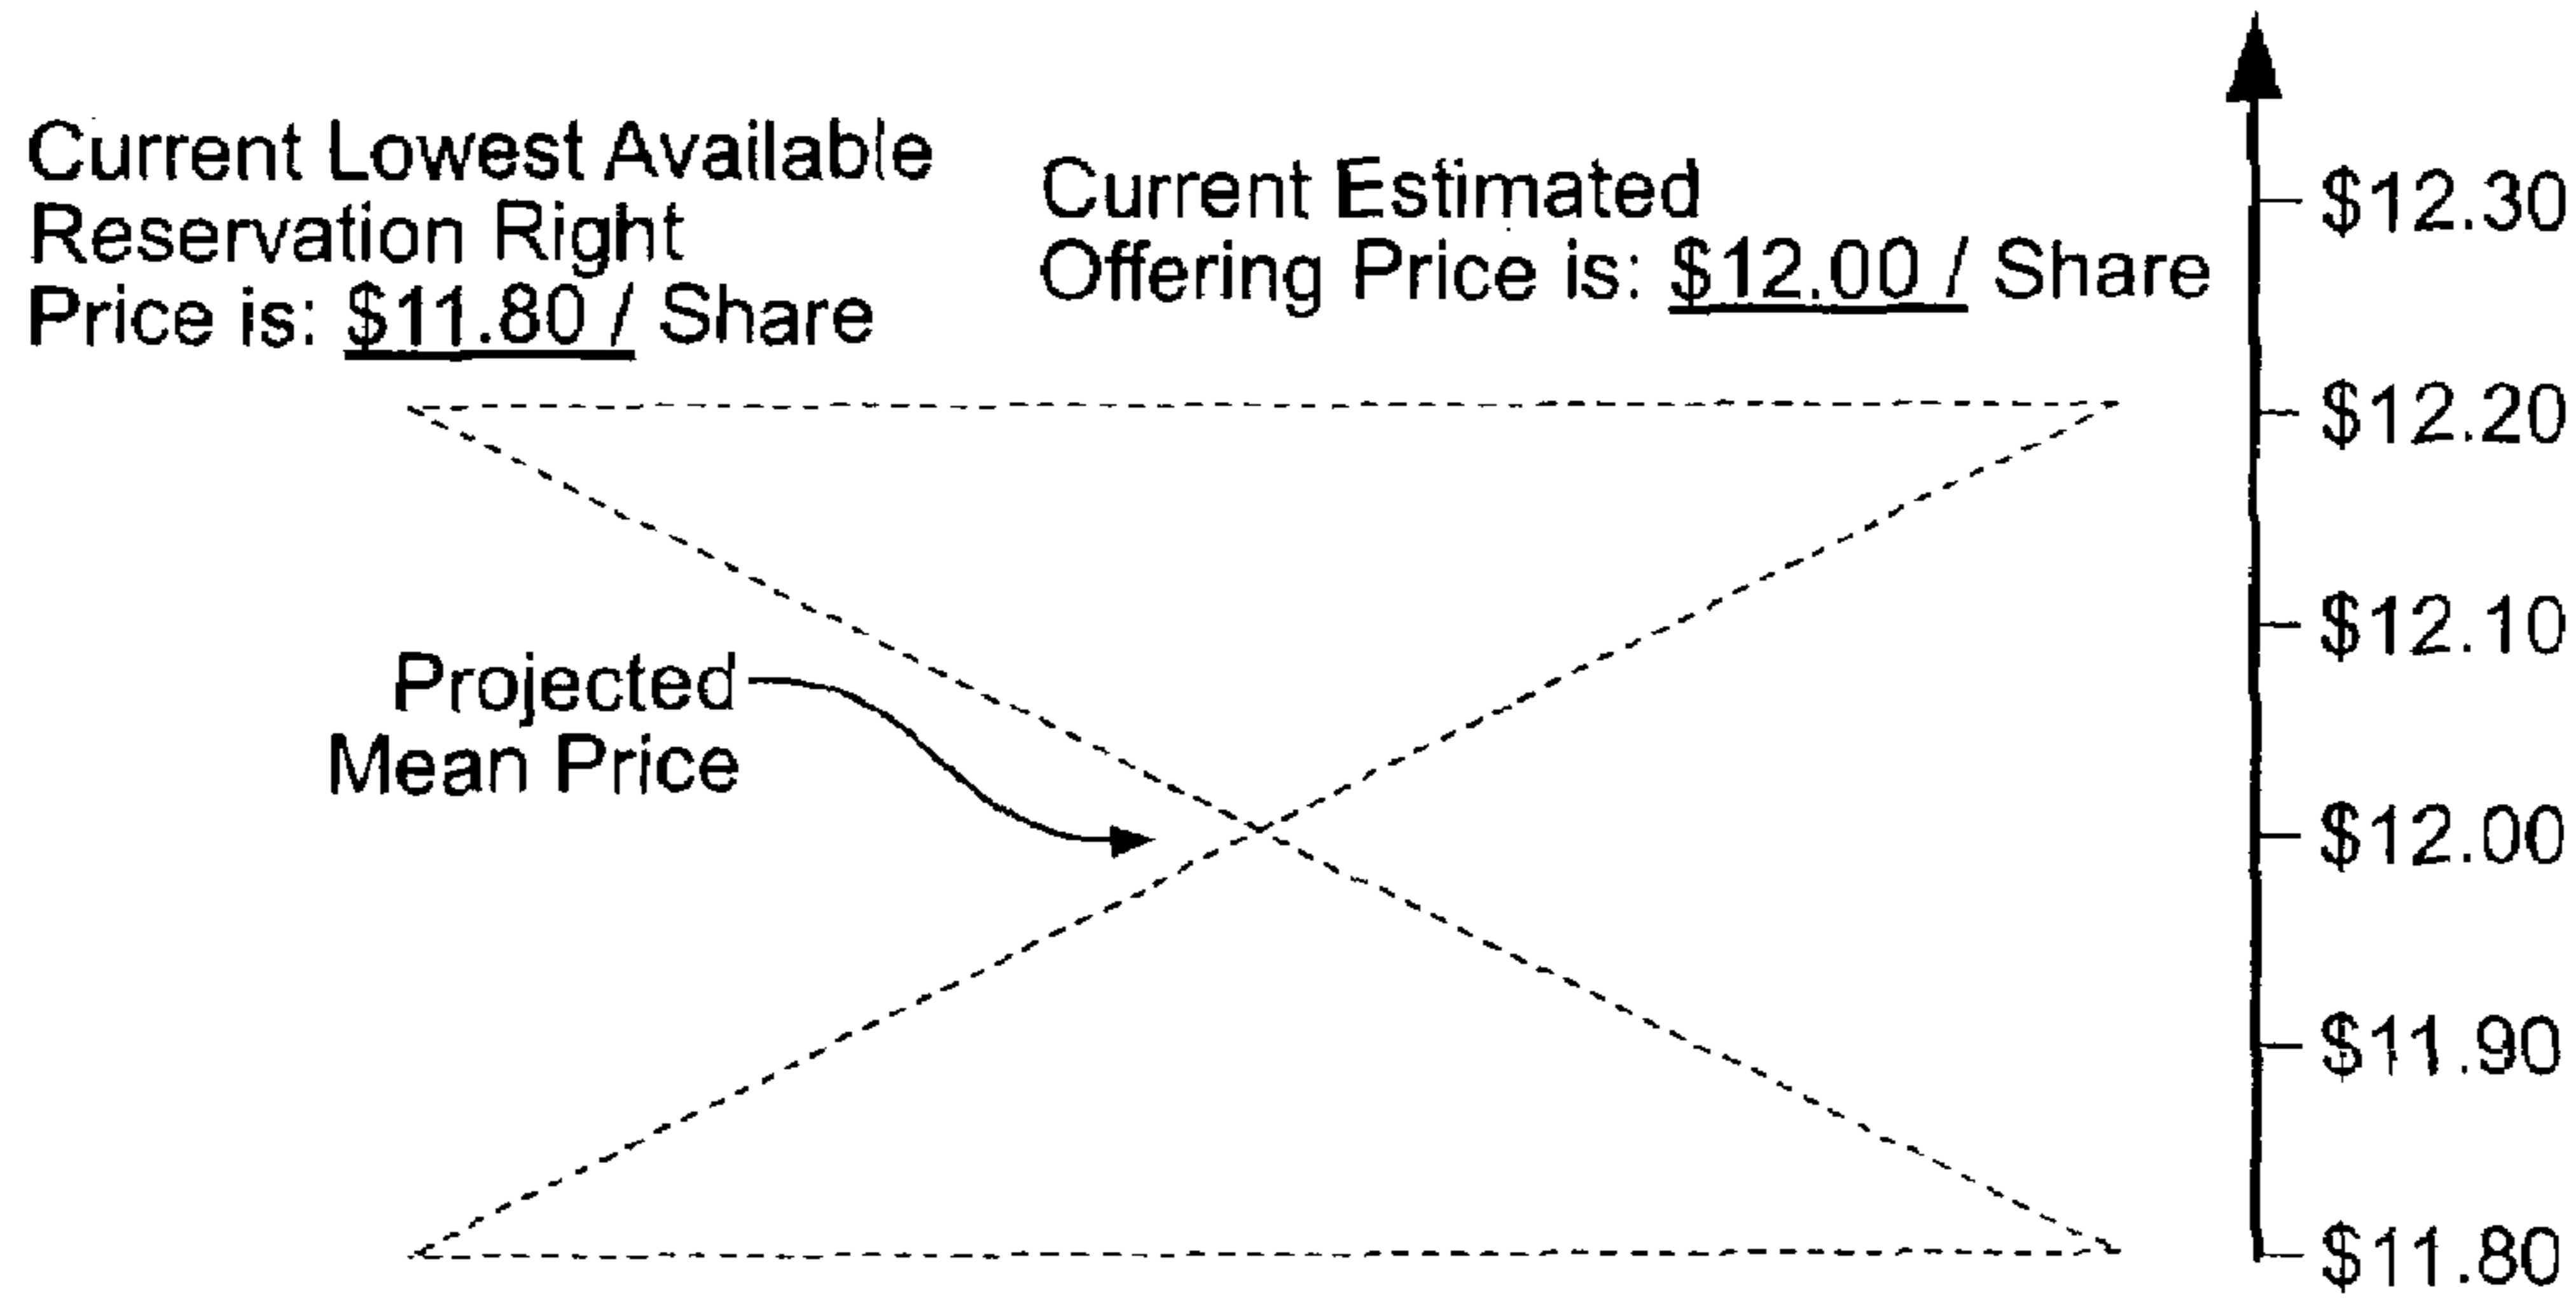 Current Lowest Available
Reservation Right
Price is: $11.80 / Share
Current Estimated
Offering Price is: $12.00 / Share
Projected
Mean Price
$12.30
$12.20
$12.10
$12.00
$11.90
$11.80